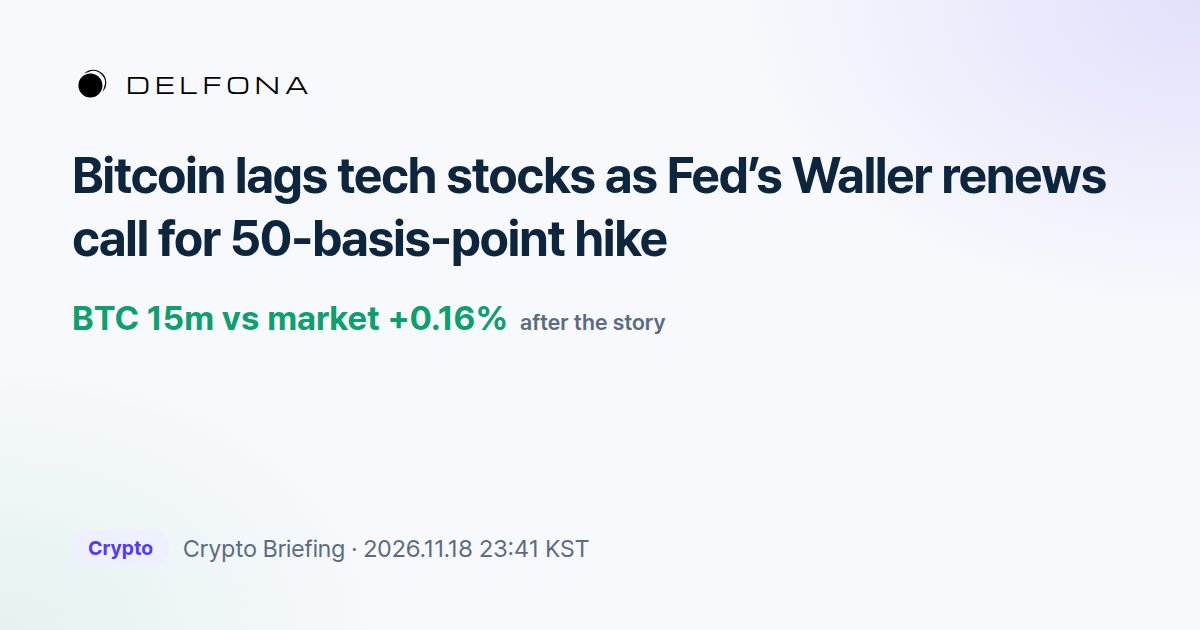 DELFONA
Bitcoin lags tech stocks as Fed’s Waller renews
call for 50-basis-point hike
BTC 15m vs market +0.16% after the story
Crypto Crypto Briefing · 2026.11.18 23:41 KST